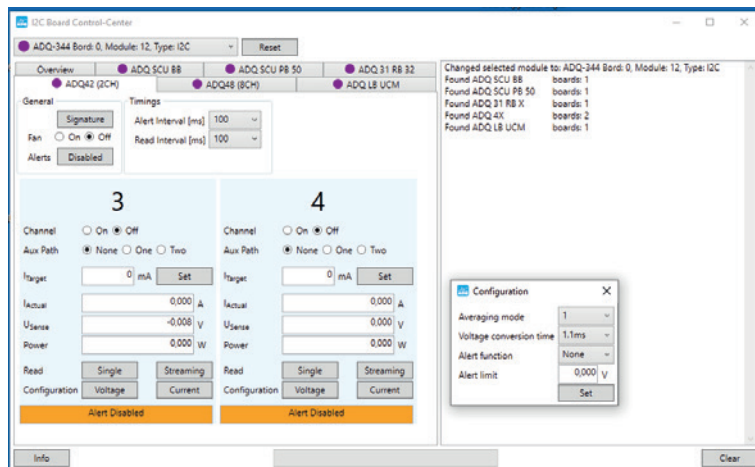 I2C Board Control-Center
ADQ-344 Bord: 0, Module: 12, Type: I2C
Reset
Overview
ADQ SCU BB
ADQ SCU PB 50
ADQ 31 RB 32
ADQ42 (2CH)
ADQ48 (8CH)
ADQ LB UCM
General
Signature
Fan On Off
Alerts Disabled
Timings
Alert Interval [ms] 100
Read Interval [ms] 100
3
Channel On Off
Aux Path None One Two
ITarget 0 mA Set
IActual 0,000 A
USense -0,008 V
Power 0,000 W
Read Single Streaming
Configuration Voltage Current
Alert Disabled
4
Channel On Off
Aux Path None One Two
ITarget 0 mA Set
IActual 0,000 A
USense 0,000 V
Power 0,000 W
Read Single Streaming
Configuration Voltage Current
Alert Disabled
Changed selected module to: ADQ-344 Bord: 0, Module: 12, Type: I2C
Found ADQ SCU BB boards: 1
Found ADQ SCU PB 50 boards: 1
Found ADQ 31 RB X boards: 1
Found ADQ 4X boards: 2
Found ADQ LB UCM boards: 1
Configuration
Averaging mode 1
Voltage conversion time 1.1ms
Alert function None
Alert limit 0,000 V
Set
Info
Clear